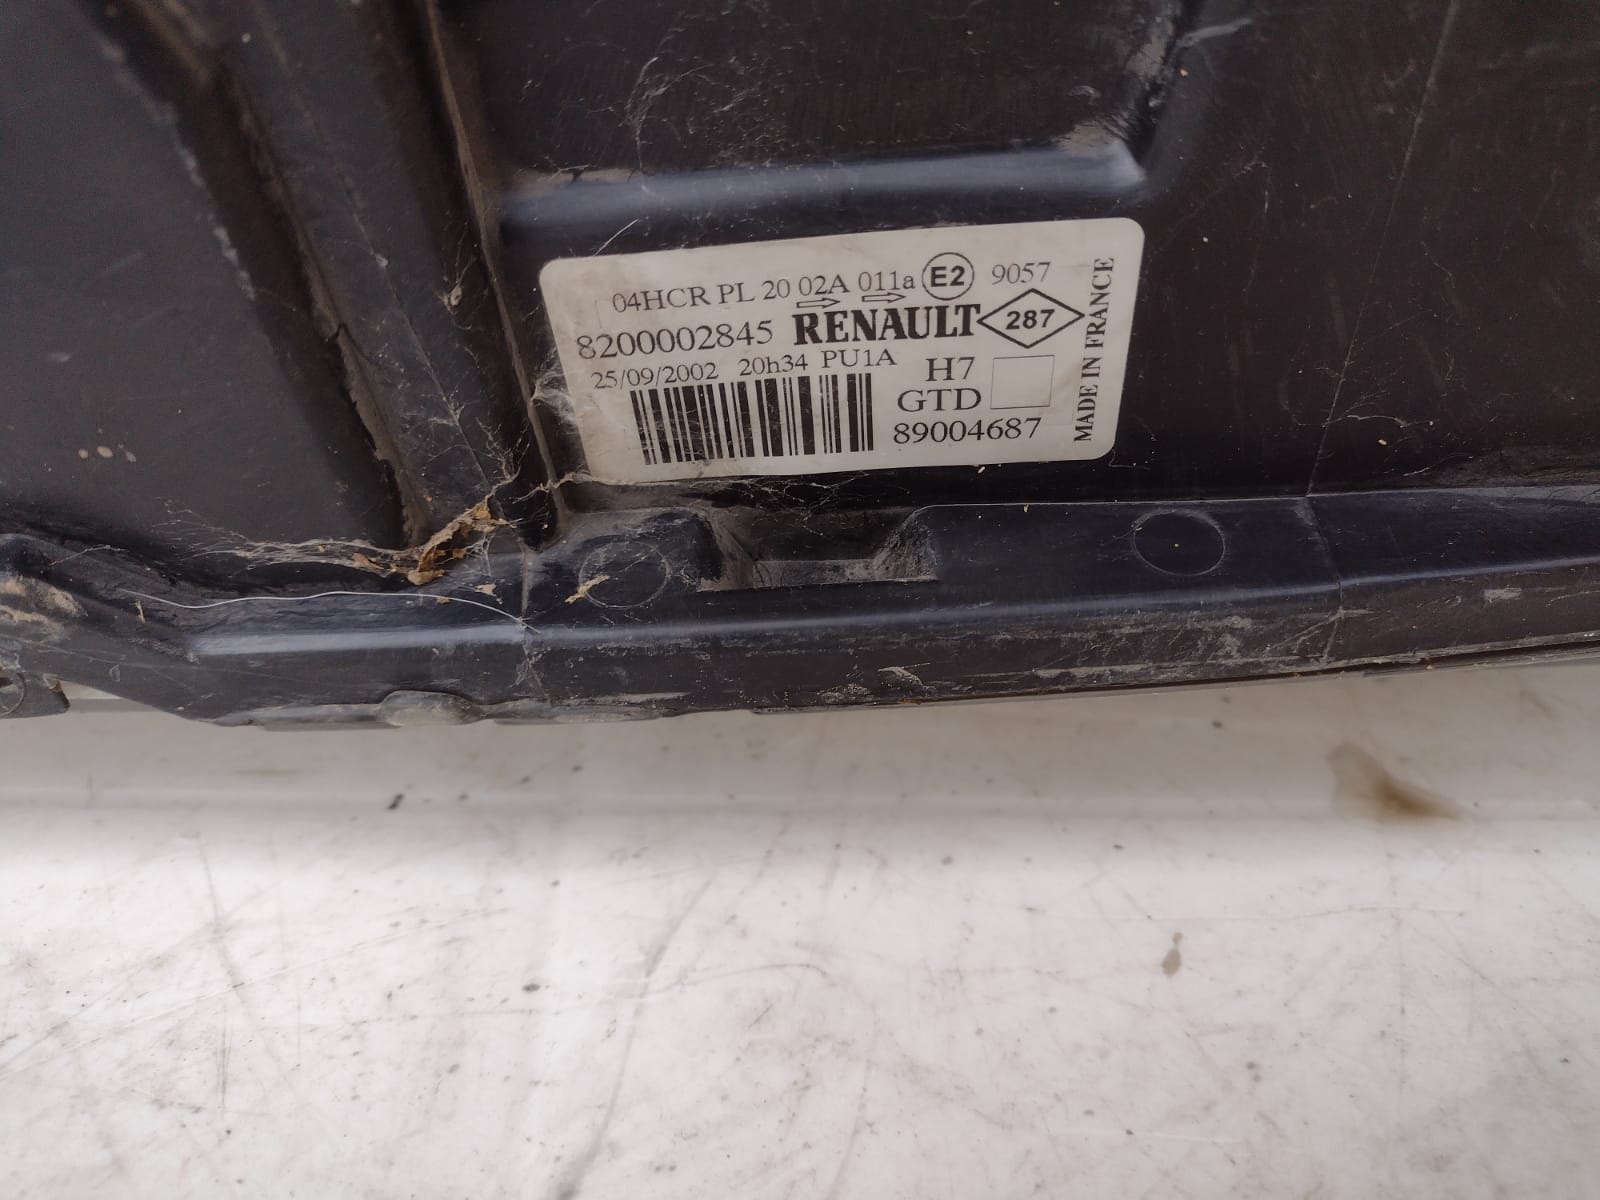 04HCR PL 20 02A 011a E2 9057
8200002845 RENAULT 287
25/09/2002 20h34 PU1A
H7
GTD
89004687
MADE IN FRANCE